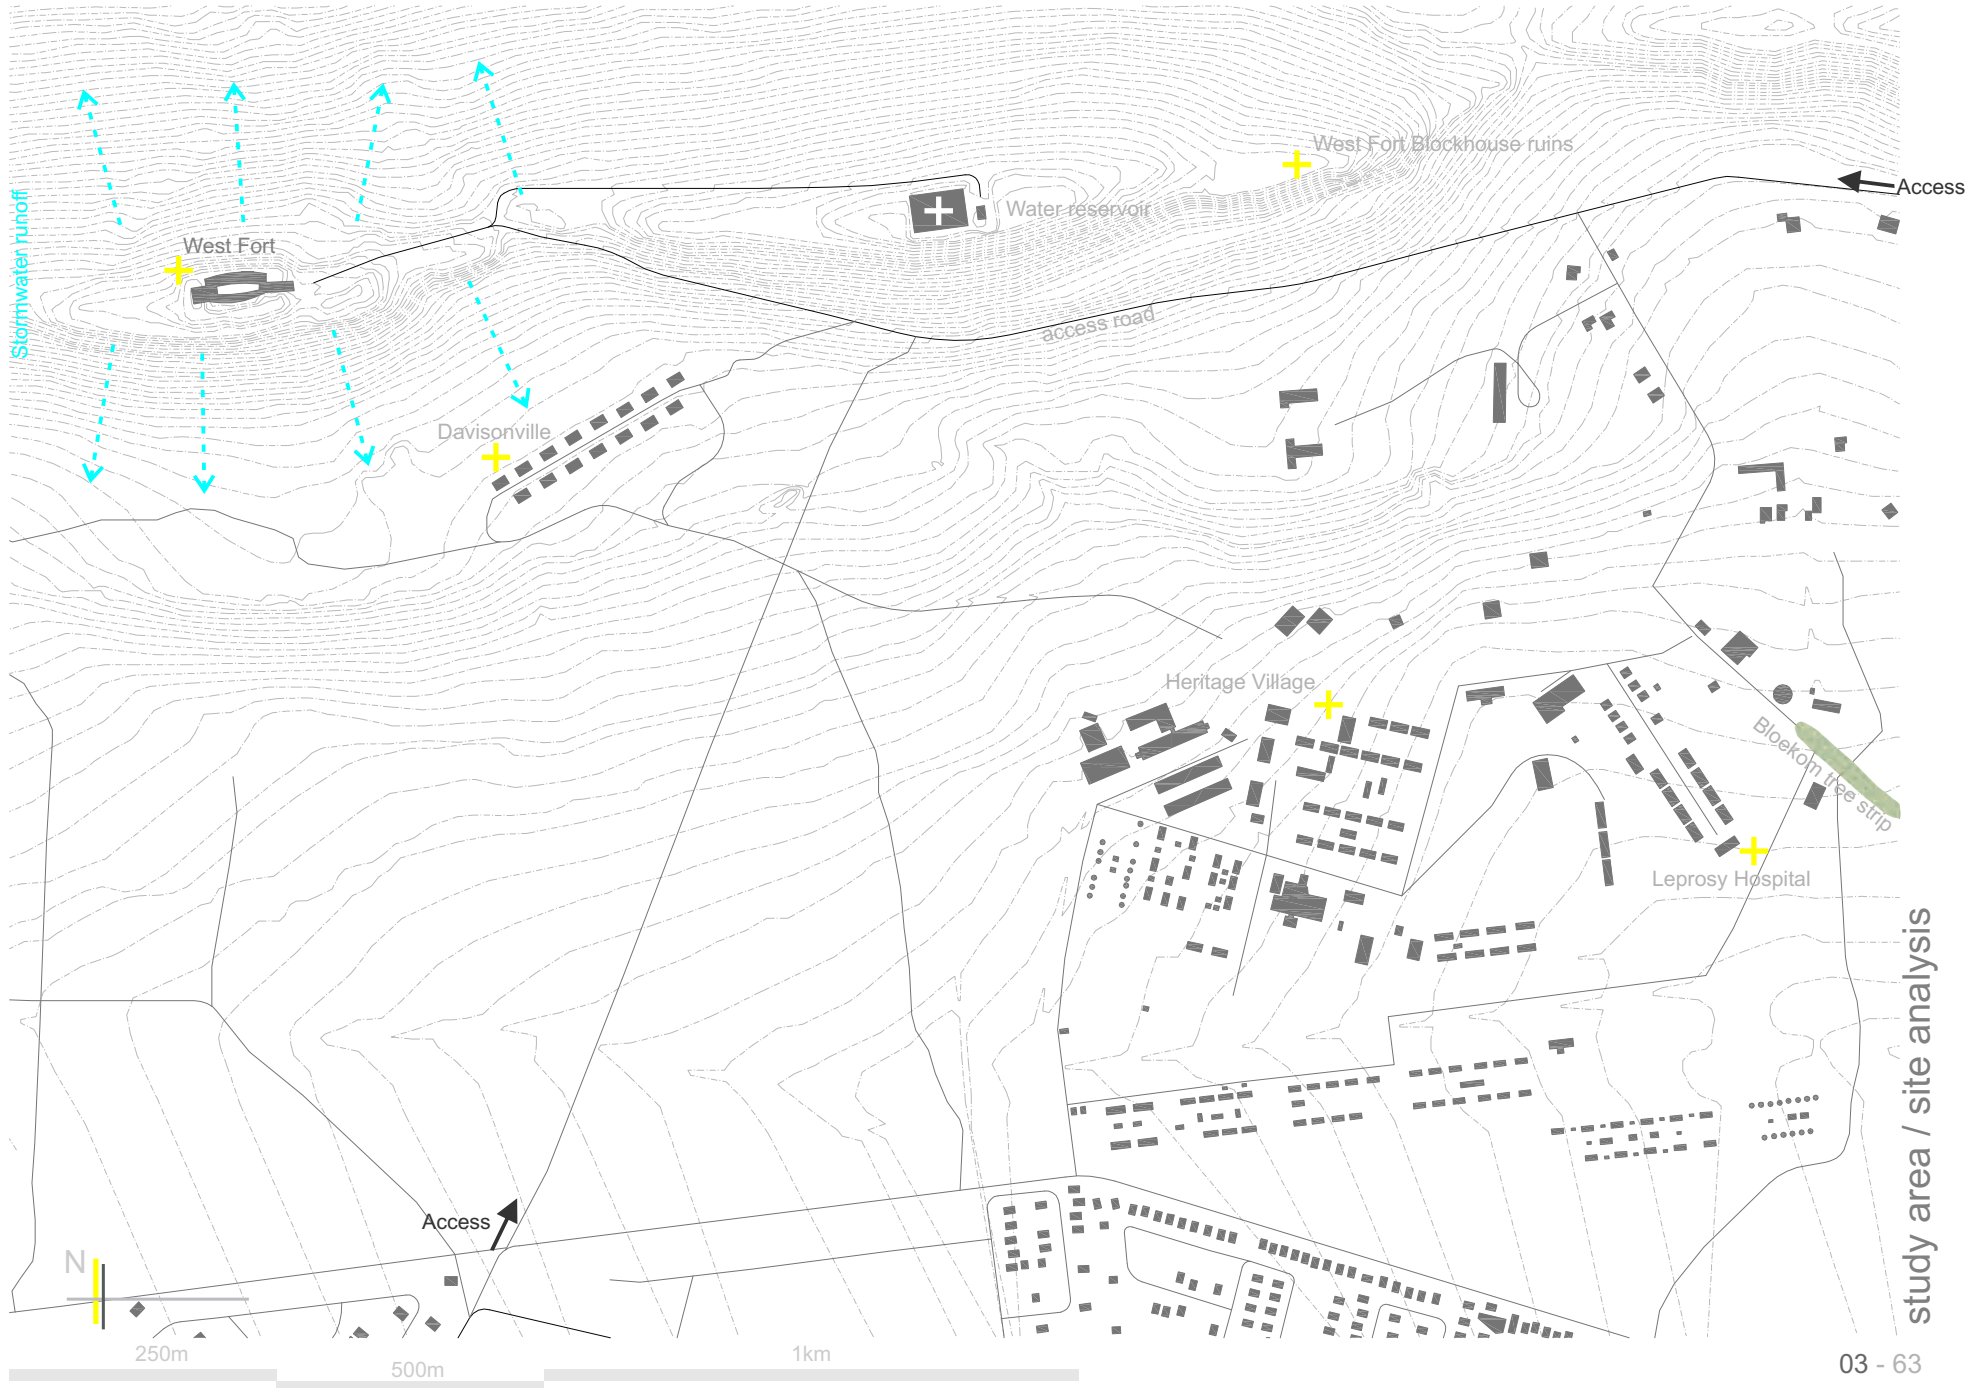 West Fort Blockhouse ruins
Access
Water reservoir
West Fort
Stormwater runoff
access road
Davisonville
Heritage Village
Bloekom tree strip
Leprosy Hospital
study area / site analysis
Access
N
250m
500m
1km
03 - 63